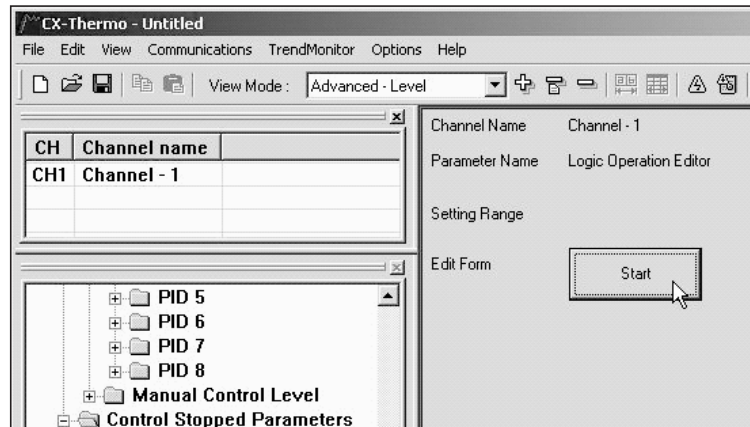 CX-Thermo - Untitled
File Edit View Communications TrendMonitor Options Help
View Mode : Advanced - Level
CH Channel name
CH1 Channel - 1
Channel Name Channel - 1
Parameter Name Logic Operation Editor
Setting Range
Edit Form Start
PID 5
PID 6
PID 7
PID 8
Manual Control Level
Control Stopped Parameters